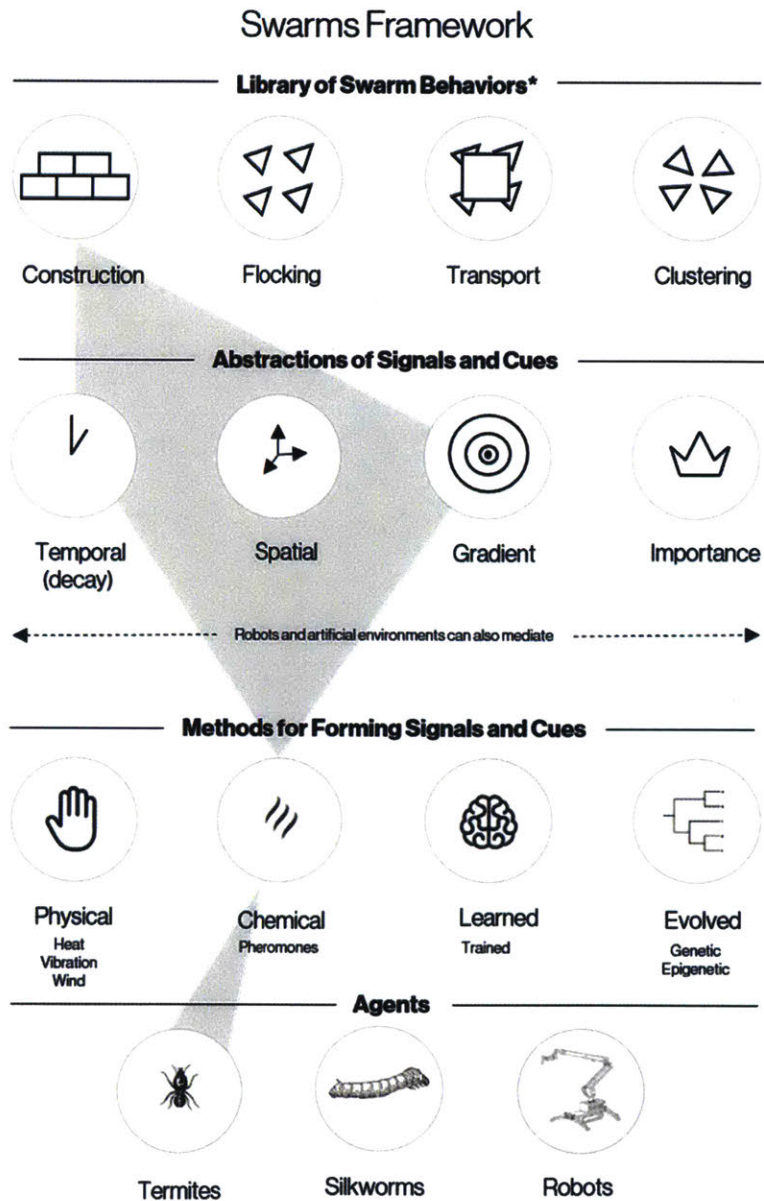 Swarms Framework
Library of Swarm Behaviors*
Construction
Flocking
Transport
Clustering
Abstractions of Signals and Cues
Temporal
(decay)
Spatial
Gradient
Importance
Robots and artificial environments can also mediate
Methods for Forming Signals and Cues
Physical
Heat
Vibration
Wind
Chemical
Pheromones
Learned
Trained
Evolved
Genetic
Epigenetic
Agents
Termites
Silkworms
Robots